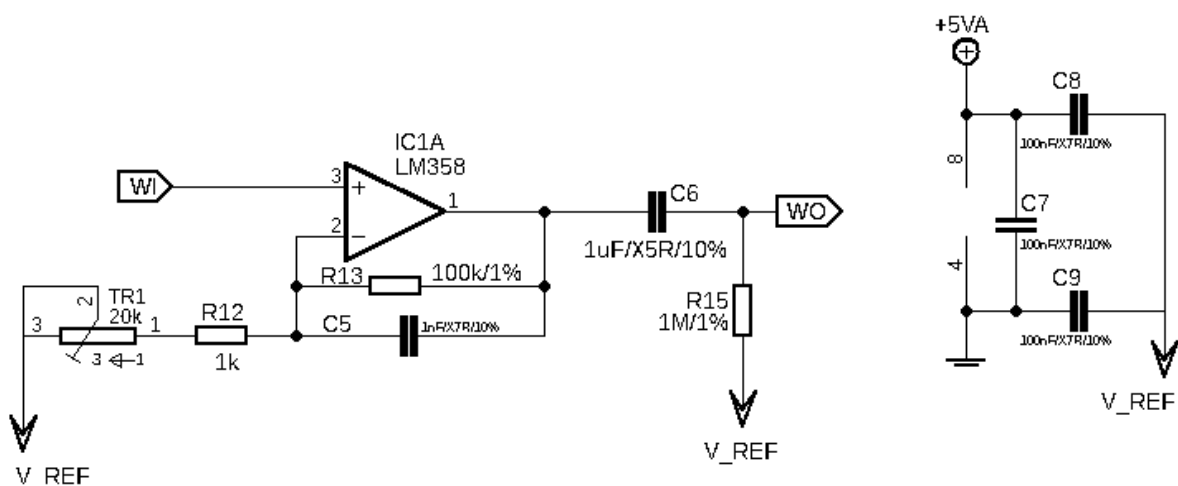 +5VA
C8
100nF/X7R/10%
8
C7
100nF/X7R/10%
4
C9
100nF/X7R/10%
V_REF
IC1A
LM358
WI
3
+
1
2
-
C6
WO
1uF/X5R/10%
R13
100k/1%
C5
1nF/X7R/10%
R15
1M/1%
V_REF
2
TR1
20k
3
1
3
1
R12
1k
V_REF